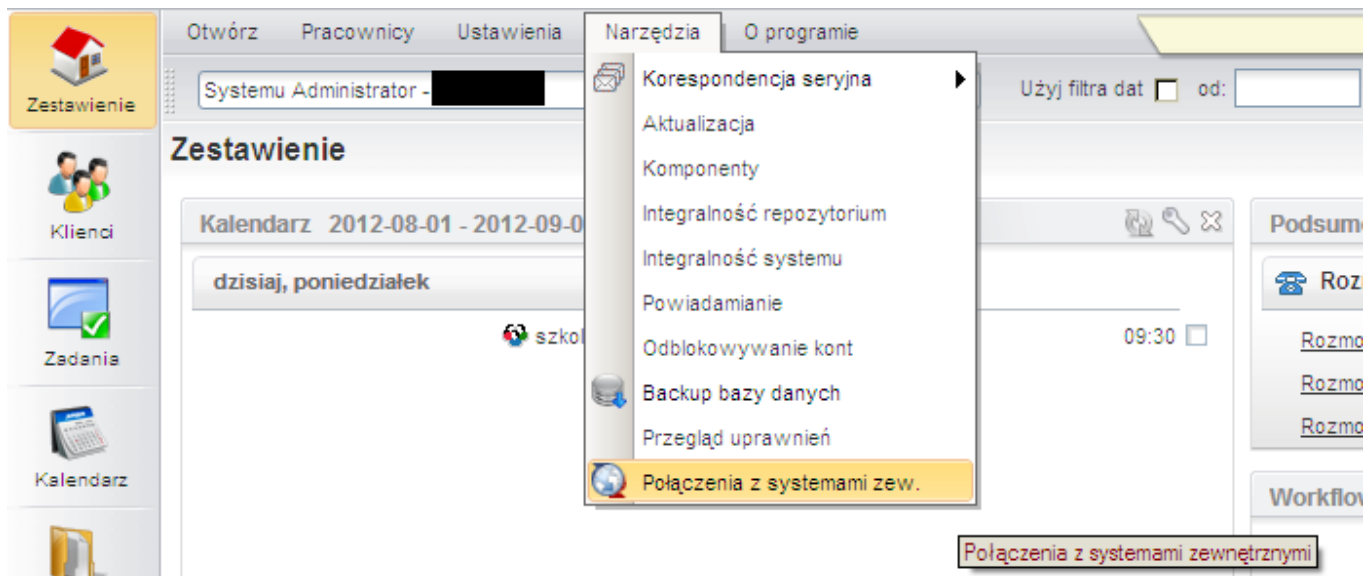 Otwórz Pracownicy Ustawienia Narzędzia O programie
Systemu Administrator -
Użyj filtra dat od:
Zestawienie
Klienci
Zadania
Kalendarz
Zestawienie
Korespondencja seryjna
Aktualizacja
Komponenty
Integralność repozytorium
Integralność systemu
Powiadamianie
Odblokowywanie kont
Backup bazy danych
Przegląd uprawnień
Połączenia z systemami zew.
Połączenia z systemami zewnętrznymi
Kalendarz 2012-08-01 - 2012-09-0
dzisiaj, poniedziałek
szkol
09:30
Podsum
Roz
Rozmo
Rozmo
Rozmo
Workflo